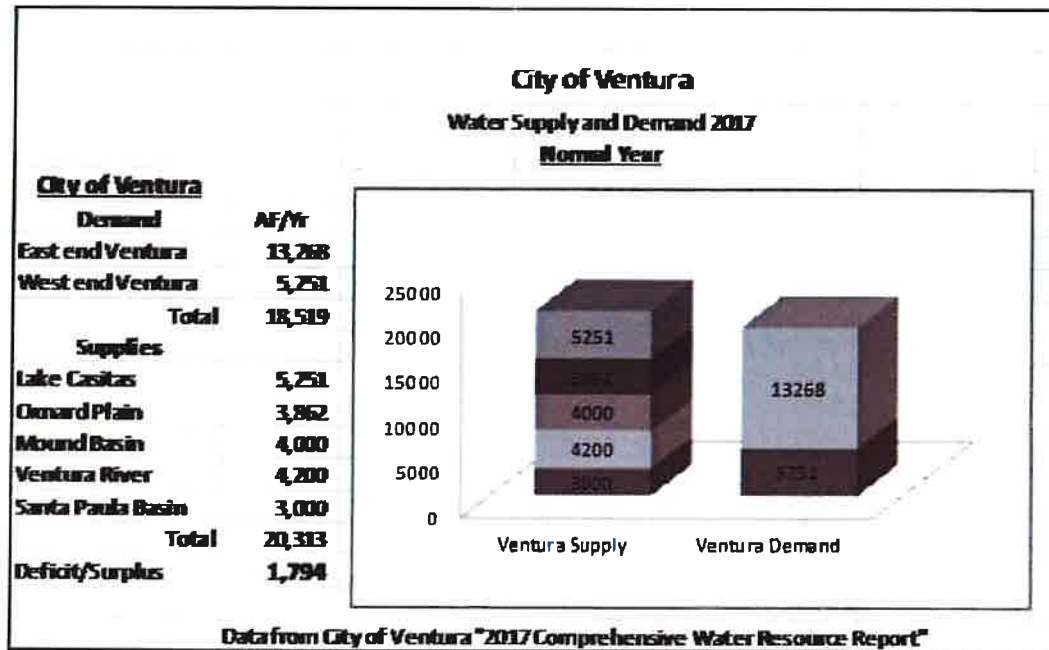 City of Ventura
Water Supply and Demand 2017
Normal Year
City of Ventura
Demand AF/Yr
East end Ventura 13,268
West end Ventura 5,251
Total 18,519
Supplies
Lake Casitas 5,251
Oxnard Plain 3,862
Mound Basin 4,000
Ventura River 4,200
Santa Paula Basin 3,000
Total 20,313
Deficit/Surplus 1,794
25000
20000
15000
10000
5000
0
5251
3862
4000
4200
3000
13268
5251
Ventura Supply Ventura Demand
Data from City of Ventura "2017 Comprehensive Water Resource Report"